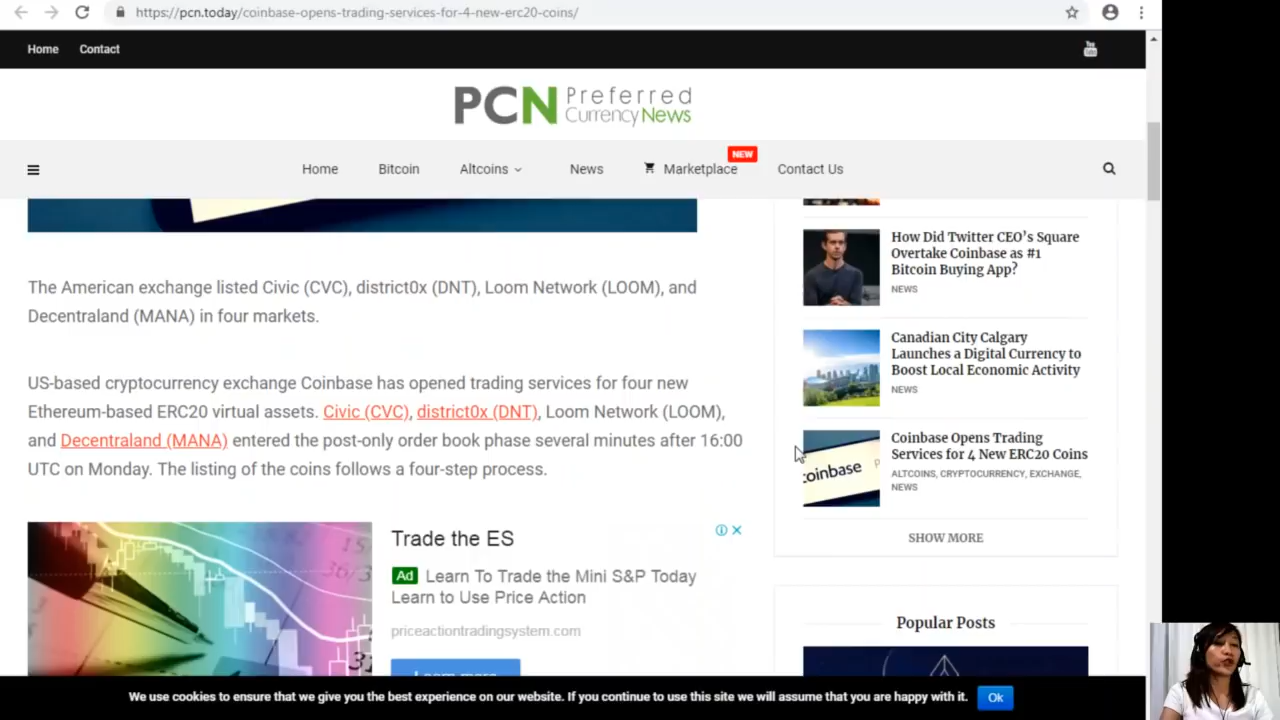 https://pcn.today/coinbase-opens-trading-services-for-4-new-erc20-coins/
Home Contact
You
PCN Preferred
CurrencyNews
NEW
Home Bitcoin Altcoins News Marketplace Contact Us
The American exchange listed Civic (CVC), district0x (DNT), Loom Network (LOOM), and
Decentraland (MANA) in four markets.
US-based cryptocurrency exchange Coinbase has opened trading services for four new
Ethereum-based ERC20 virtual assets. Civic (CVC), district0x (DNT), Loom Network (LOOM),
and Decentraland (MANA) entered the post-only order book phase several minutes after 16:00
UTC on Monday. The listing of the coins follows a four-step process.
Trade the ES
Ad Learn To Trade the Mini S&P Today
Learn to Use Price Action
priceactiontradingsystem.com
Learn more
How Did Twitter CEO's Square
Overtake Coinbase as #1
Bitcoin Buying App?
NEWS
Canadian City Calgary
Launches a Digital Currency to
Boost Local Economic Activity
NEWS
coinbase
Coinbase Opens Trading
Services for 4 New ERC20 Coins
ALTCOINS, CRYPTOCURRENCY, EXCHANGE,
NEWS
SHOW MORE
Popular Posts
We use cookies to ensure that we give you the best experience on our website. If you continue to use this site we will assume that you are happy with it. Ok